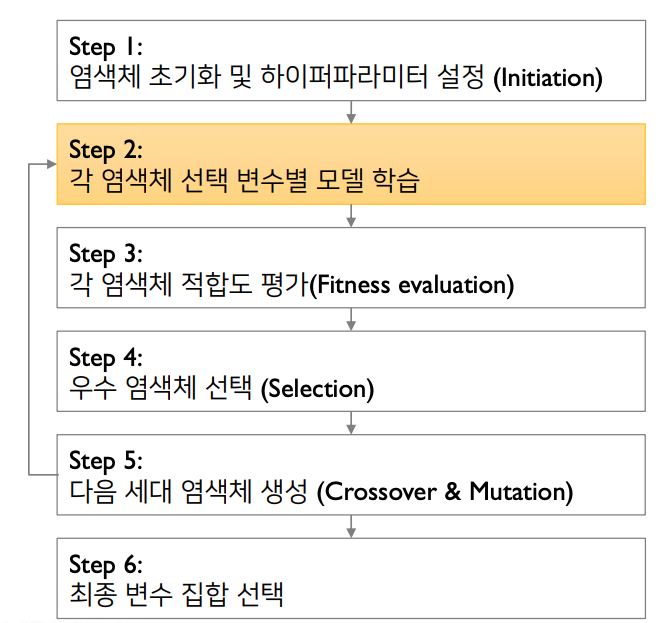 Step 1:
염색체 초기화 및 하이퍼파라미터 설정 (Initiation)
Step 2:
각 염색체 선택 변수별 모델 학습
Step 3:
각 염색체 적합도 평가(Fitness evaluation)
Step 4:
우수 염색체 선택 (Selection)
Step 5:
다음 세대 염색체 생성 (Crossover & Mutation)
Step 6:
최종 변수 집합 선택